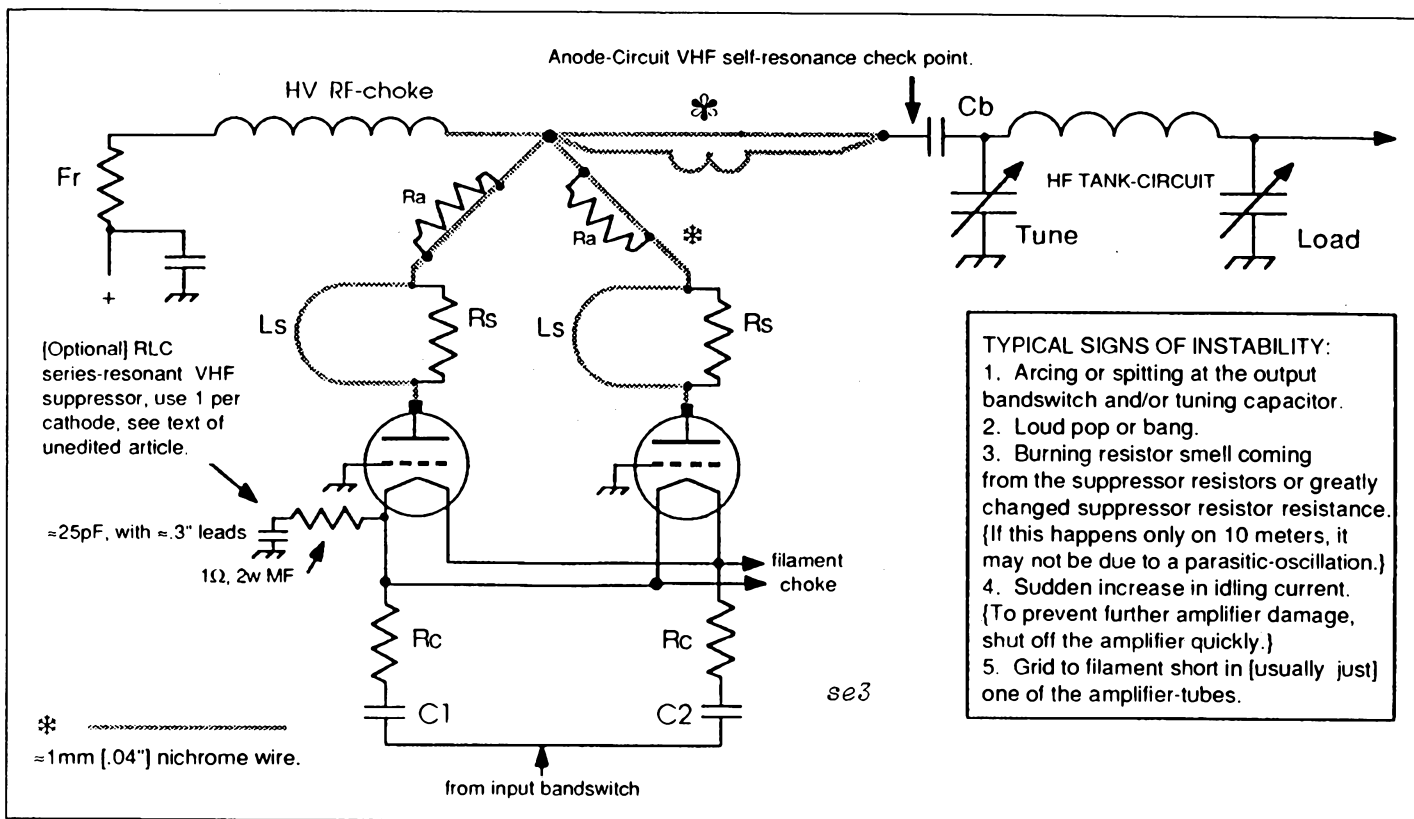 Anode-Circuit VHF self-resonance check point.
HV RF-choke
Cb
Fr
Ra
Ra
HF TANK-CIRCUIT
Tune
Load
+
Ls
Rs
Ls
Rs
[Optional] RLC
series-resonant VHF
suppressor, use 1 per
cathode, see text of
unedited article.
≈25pF, with ≈.3" leads
1Ω, 2w MF
filament
choke
Rc
Rc
C1
C2
se3
≈1mm [.04"] nichrome wire.
from input bandswitch
TYPICAL SIGNS OF INSTABILITY:
1. Arcing or spitting at the output
bandswitch and/or tuning capacitor.
2. Loud pop or bang.
3. Burning resistor smell coming
from the suppressor resistors or greatly
changed suppressor resistor resistance.
{If this happens only on 10 meters, it
may not be due to a parasitic-oscillation.}
4. Sudden increase in idling current.
{To prevent further amplifier damage,
shut off the amplifier quickly.}
5. Grid to filament short in [usually just]
one of the amplifier-tubes.